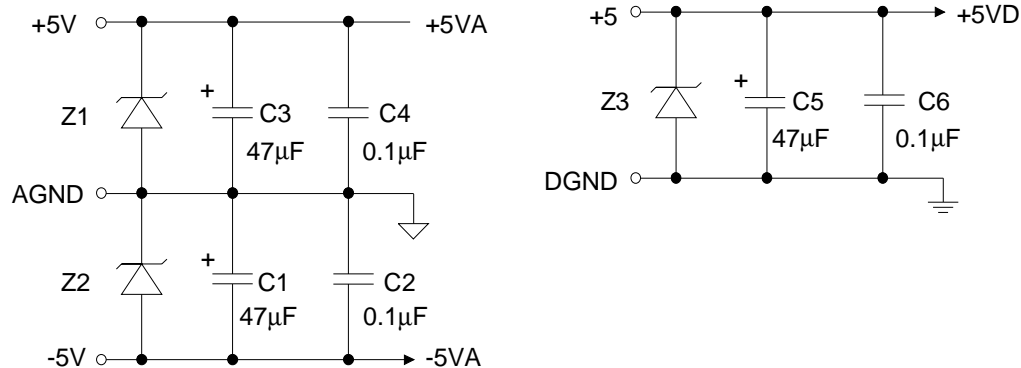 +5V
+5VA
Z1
+
C3
47μF
C4
0.1μF
AGND
Z2
+
C1
47μF
C2
0.1μF
-5V
-5VA
+5
+5VD
Z3
+
C5
47μF
C6
0.1μF
DGND